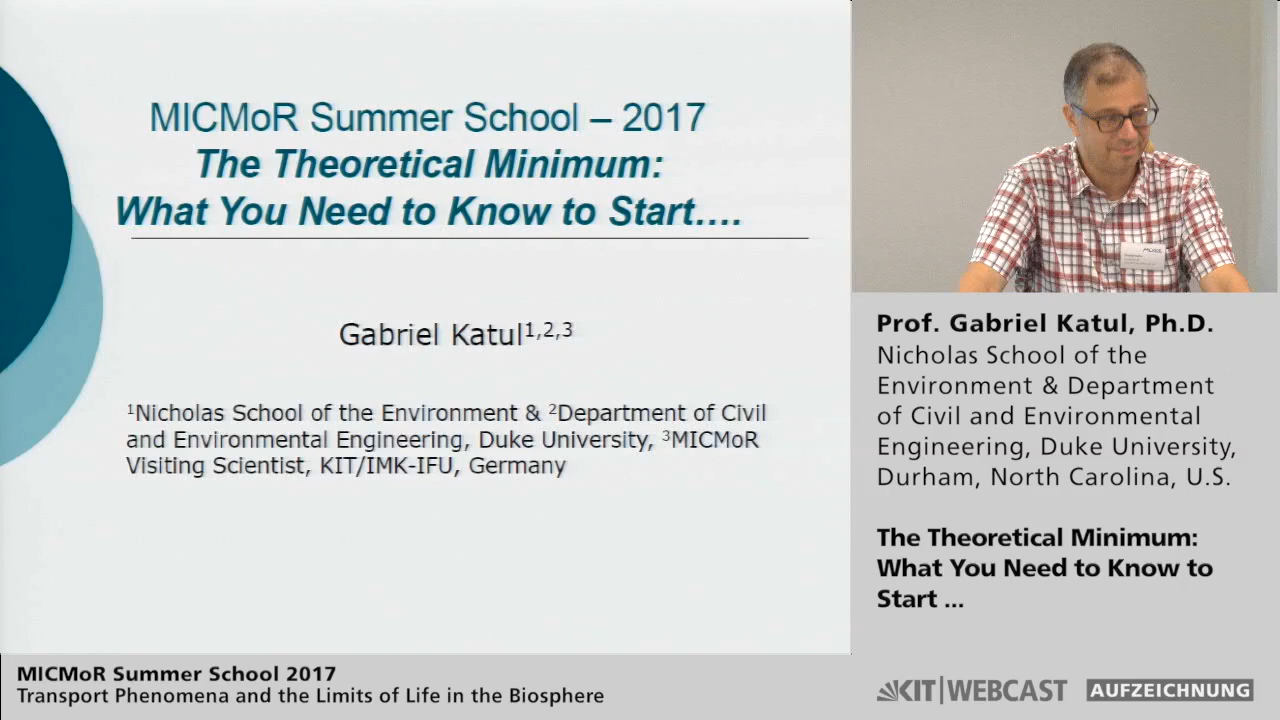 MICMoR Summer School – 2017
The Theoretical Minimum:
What You Need to Know to Start….
Gabriel Katul1,2,3
1Nicholas School of the Environment & 2Department of Civil
and Environmental Engineering, Duke University, 3MICMoR
Visiting Scientist, KIT/IMK-IFU, Germany
Prof. Gabriel Katul, Ph.D.
Nicholas School of the
Environment & Department
of Civil and Environmental
Engineering, Duke University,
Durham, North Carolina, U.S.
The Theoretical Minimum:
What You Need to Know to
Start ...
MICMoR Summer School 2017
Transport Phenomena and the Limits of Life in the Biosphere
KIT|WEBCAST AUFZEICHNUNG